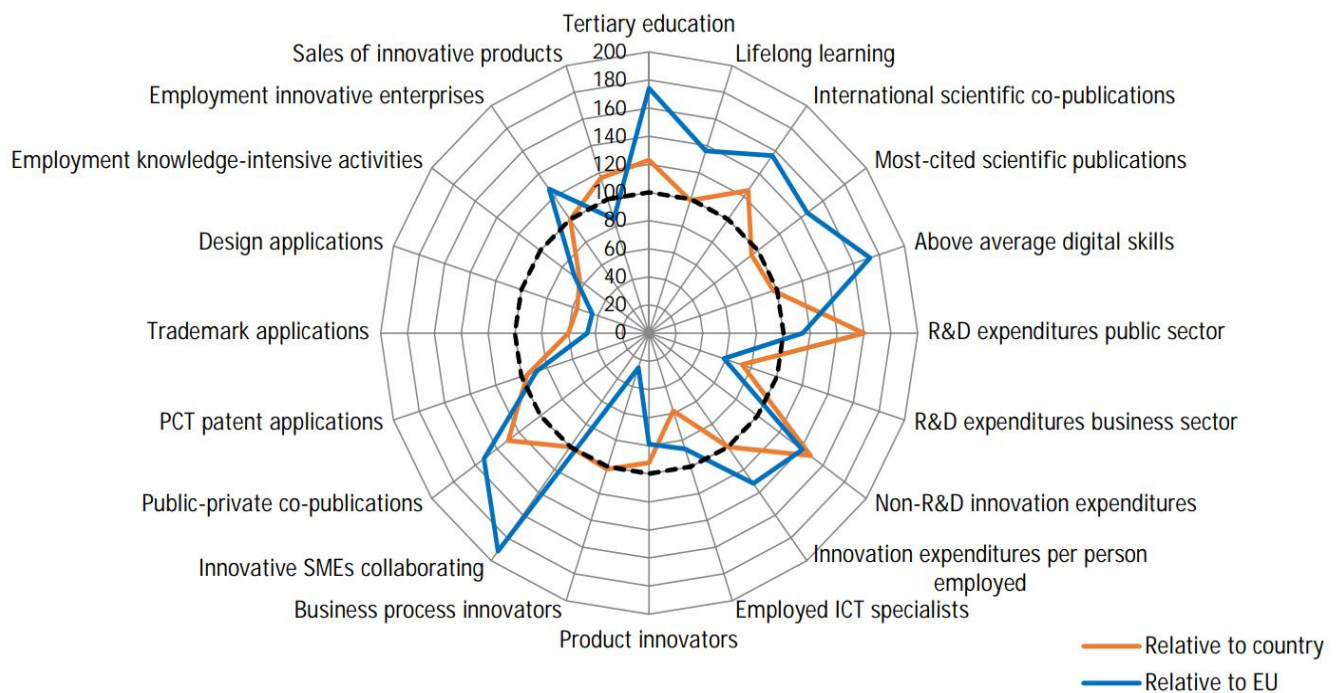 Tertiary education
Sales of innovative products
200
Lifelong learning
180
Employment innovative enterprises
160
International scientific co-publications
140
Employment knowledge-intensive activities
120
Most-cited scientific publications
100
80
Design applications
60
Above average digital skills
40
20
Trademark applications
0
R&D expenditures public sector
PCT patent applications
R&D expenditures business sector
Public-private co-publications
Non-R&D innovation expenditures
Innovative SMEs collaborating
Innovation expenditures per person
employed
Business process innovators
Employed ICT specialists
Product innovators
Relative to country
Relative to EU